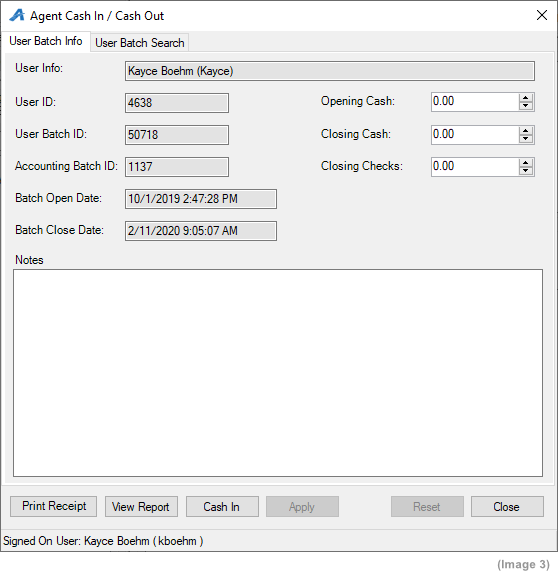 Agent Cash In / Cash Out
User Batch Info User Batch Search
User Info: Kayce Boehm (Kayce)
User ID: 4638 Opening Cash: 0.00
User Batch ID: 50718 Closing Cash: 0.00
Accounting Batch ID: 1137 Closing Checks: 0.00
Batch Open Date: 10/1/2019 2:47:28 PM
Batch Close Date: 2/11/2020 9:05:07 AM
Notes
Print Receipt View Report Cash In Apply Reset Close
Signed On User: Kayce Boehm ( kboehm )
(Image 3)